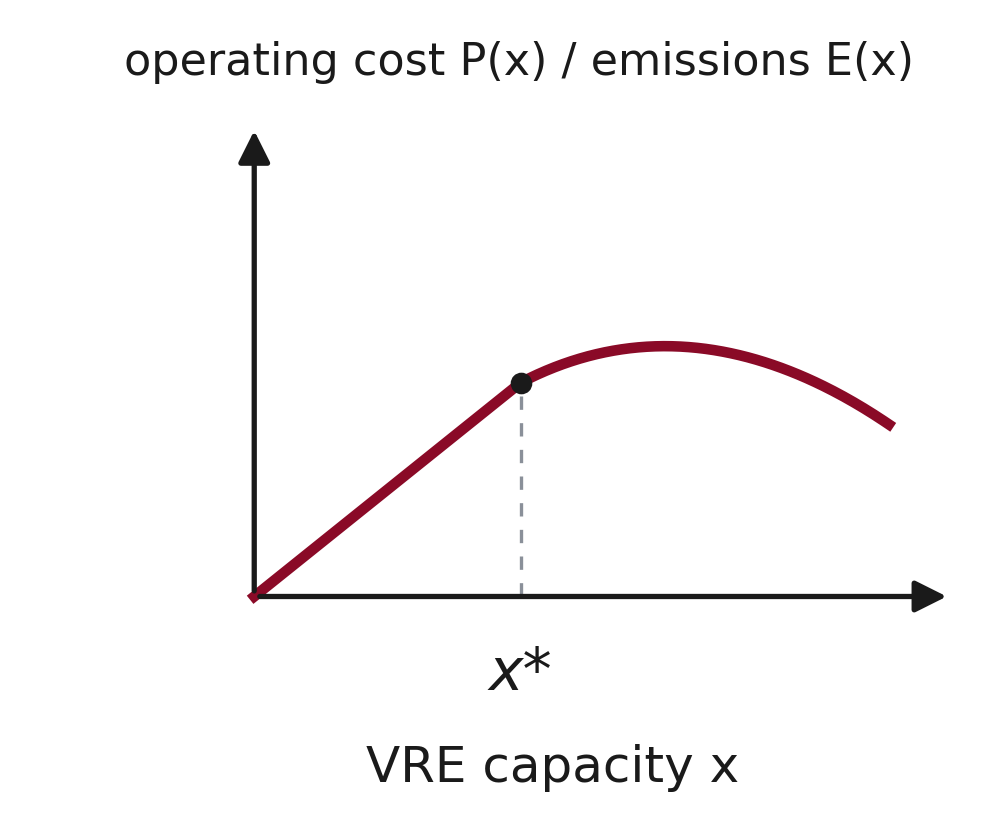 operating cost P(x) / emissions E(x)
x*
VRE capacity x